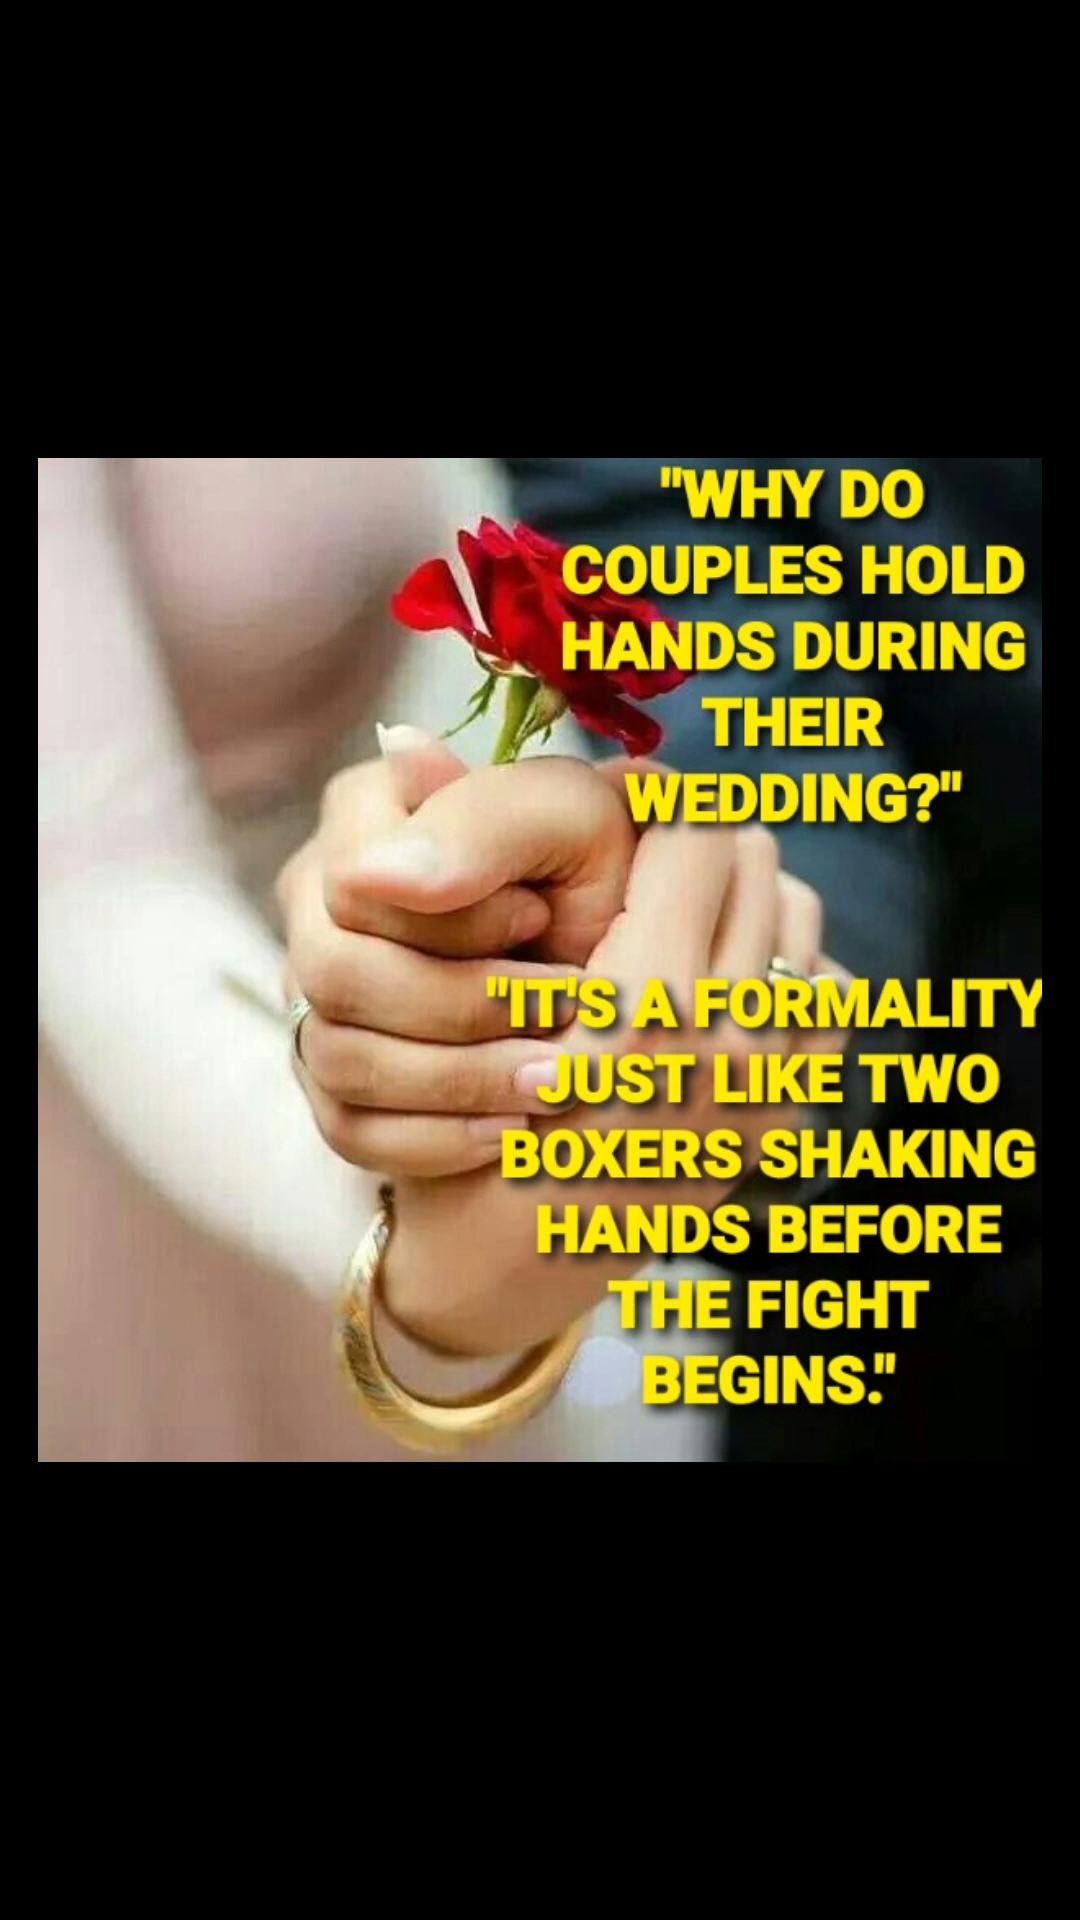 "WHY DO
COUPLES HOLD
HANDS DURING
THEIR
WEDDING?"
"IT'S A FORMALITY
JUST LIKE TWO
BOXERS SHAKING
HANDS BEFORE
THE FIGHT
BEGINS."